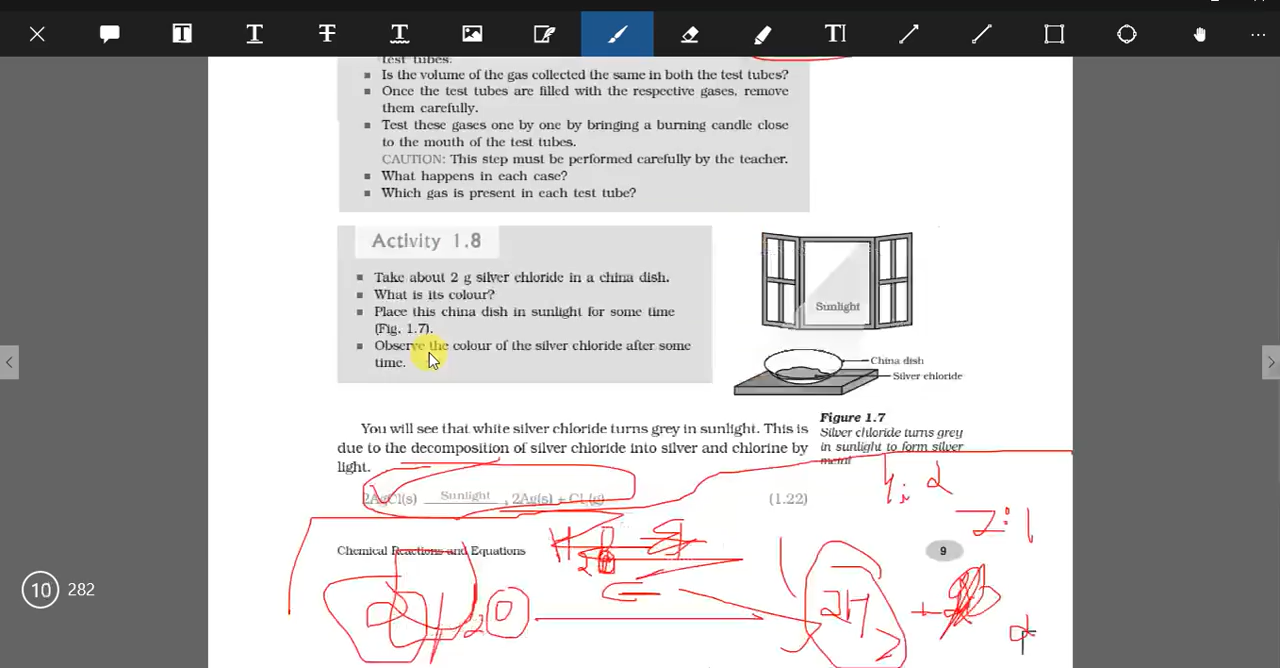 T T T T TI
test tubes.
Is the volume of the gas collected the same in both the test tubes?
Once the test tubes are filled with the respective gases, remove
them carefully.
Test these gases one by one by bringing a burning candle close
to the mouth of the test tubes.
CAUTION: This step must be performed carefully by the teacher.
What happens in each case?
Which gas is present in each test tube?
Activity 1.8
Take about 2 g silver chloride in a china dish.
What is its colour?
Place this china dish in sunlight for some time
(Fig. 1.7).
Observe the colour of the silver chloride after some
time.
Sunlight
China dish
Silver chloride
Figure 1.7
Silver chloride turns grey
in sunlight to form silver
metal
You will see that white silver chloride turns grey in sunlight. This is
due to the decomposition of silver chloride into silver and chlorine by
light.
2AgCl(s) Sunlight 2Ag(s) + Cl2(g) (1.22)
2:1
Chemical Reactions and Equations
9
10 282
2H2O 2H2 +